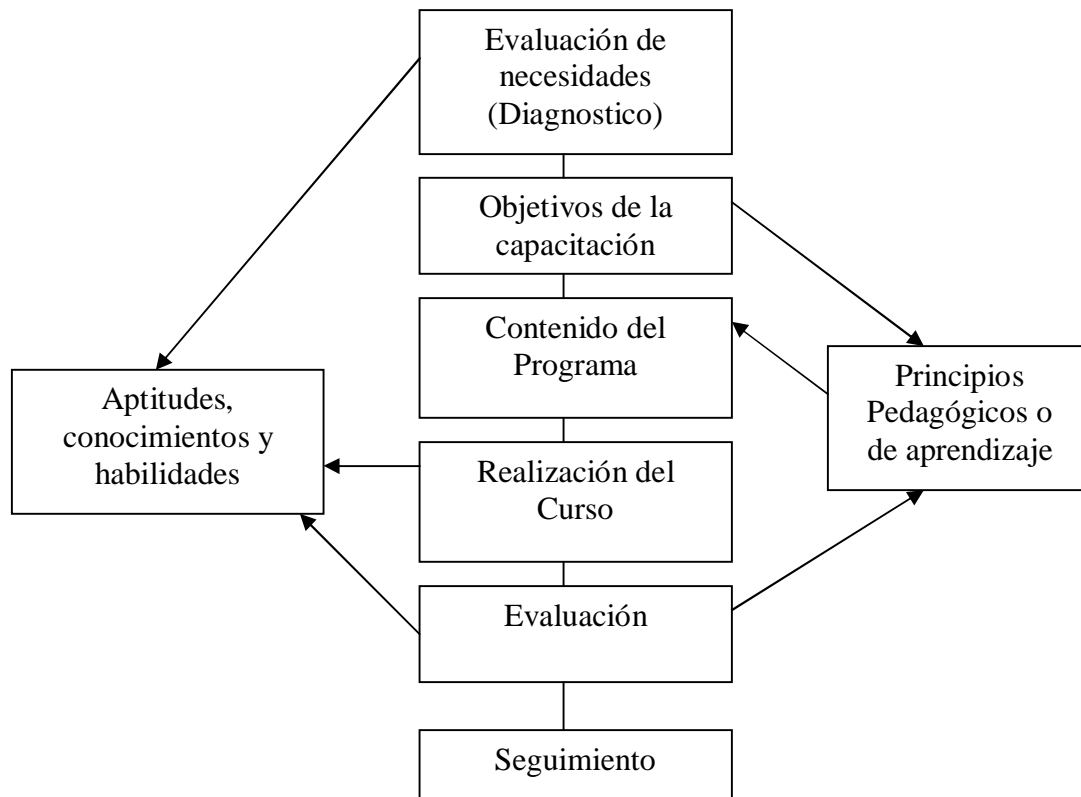 Evaluación de
necesidades
(Diagnostico)
Objetivos de la
capacitación
Contenido del
Programa
Principios
Pedagógicos o
de aprendizaje
Aptitudes,
conocimientos y
habilidades
Realización del
Curso
Evaluación
Seguimiento